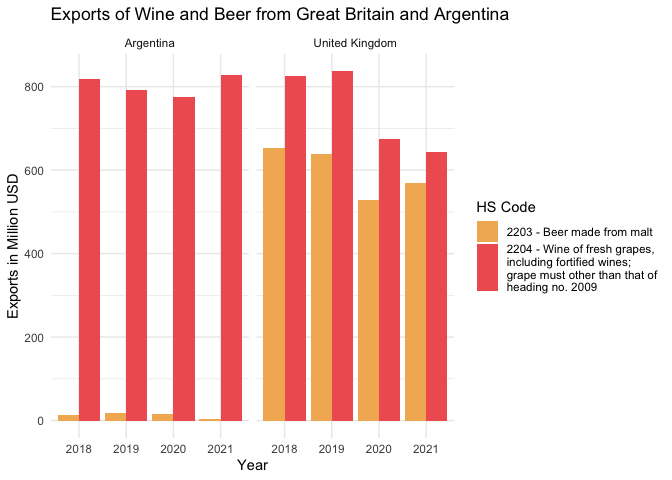 Exports of Wine and Beer from Great Britain and Argentina
Argentina
United Kingdom
800
600
400
200
0
Exports in Million USD
2018 2019 2020 2021
2018 2019 2020 2021
Year
HS Code
2203 - Beer made from malt
2204 - Wine of fresh grapes,
including fortified wines;
grape must other than that of
heading no. 2009